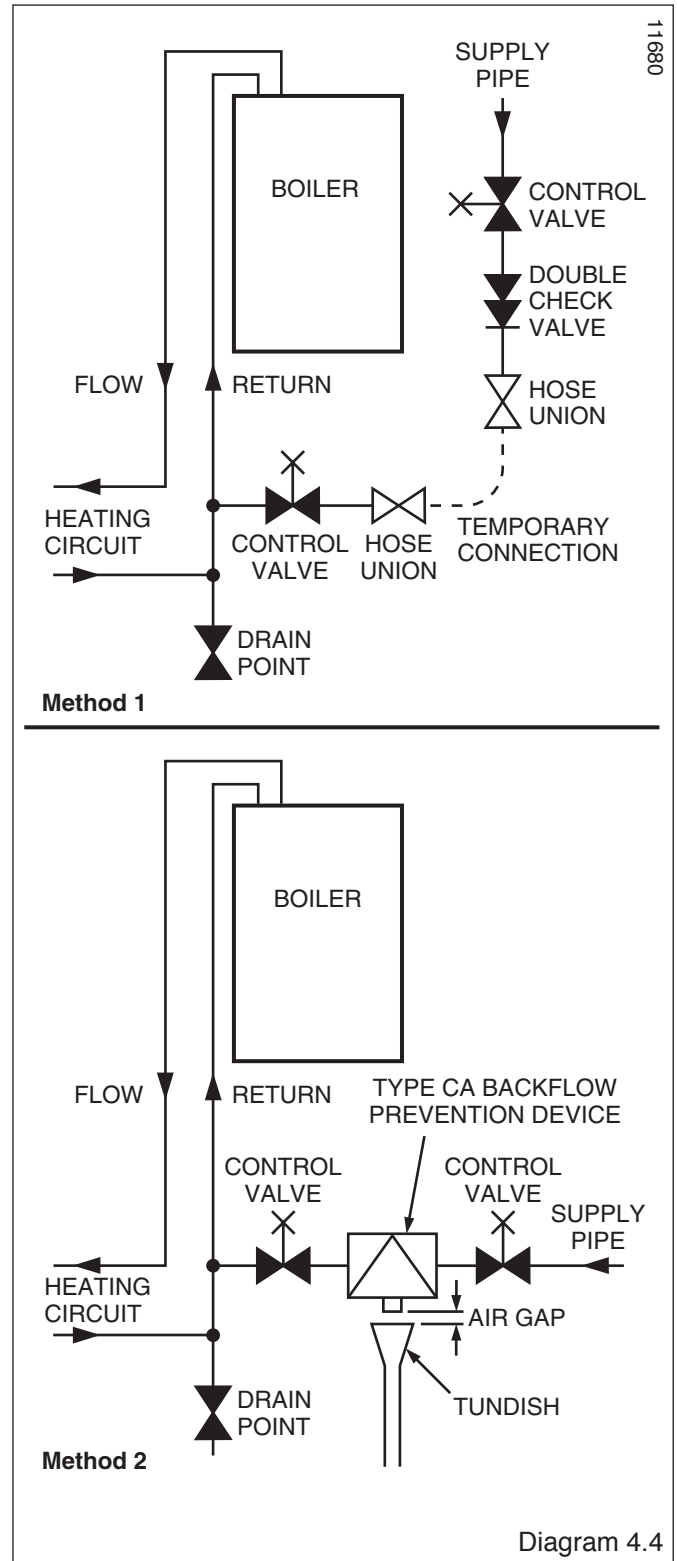 11680
SUPPLY
PIPE
BOILER
CONTROL
VALVE
DOUBLE
CHECK
VALVE
FLOW
RETURN
HOSE
UNION
HEATING
CIRCUIT
CONTROL
VALVE
HOSE
UNION
TEMPORARY
CONNECTION
DRAIN
POINT
Method 1
BOILER
FLOW
RETURN
TYPE CA BACKFLOW
PREVENTION DEVICE
CONTROL
VALVE
CONTROL
VALVE
SUPPLY
PIPE
HEATING
CIRCUIT
AIR GAP
DRAIN
POINT
TUNDISH
Method 2
Diagram 4.4